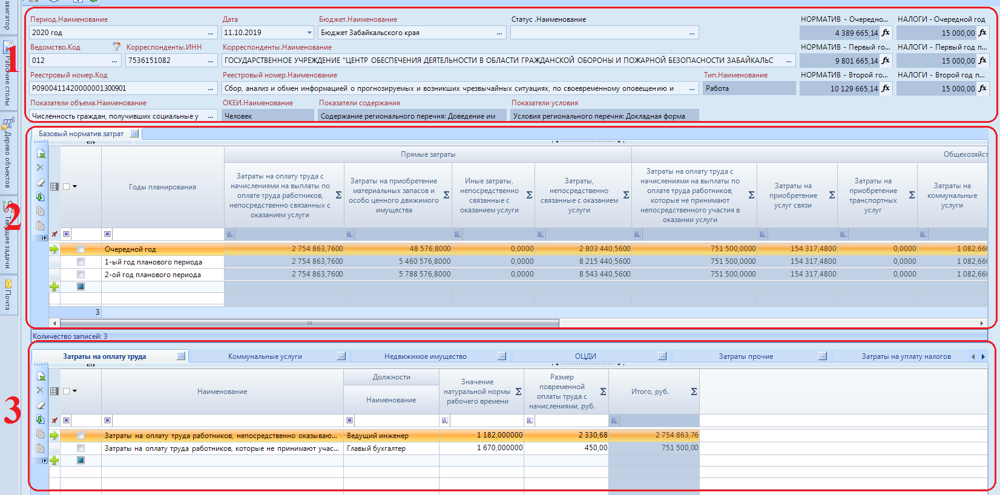 Период.Наименование
Дата
Бюджет.Наименование
Статус .Наименование
НОРМАТИВ - Очередно...
НАЛОГИ - Очередной год
2020 год ...
11.10.2019
Бюджет Забайкальского края ...
...
4 389 665,14 fx
15 000,00 fx
Ведомство.Код
Корреспонденты.ИНН
Корреспонденты.Наименование
НОРМАТИВ - Первый го...
НАЛОГИ - Первый год п...
012 ...
7536151082 ...
ГОСУДАРСТВЕННОЕ УЧРЕЖДЕНИЕ "ЦЕНТР ОБЕСПЕЧЕНИЯ ДЕЯТЕЛЬНОСТИ В ОБЛАСТИ ГРАЖДАНСКОЙ ОБОРОНЫ И ПОЖАРНОЙ БЕЗОПАСНОСТИ ЗАБАЙКАЛЬС ...
9 801 665,14 fx
15 000,00 fx
Реестровый номер.Код
Реестровый номер.Наименование
Тип.Наименование
НОРМАТИВ - Второй го...
НАЛОГИ - Второй год п...
Р0900411420000001300901 ...
Сбор, анализ и обмен информацией о прогнозируемых и возникших чрезвычайных ситуациях, по своевременному оповещению и ...
Работа
10 129 665,14 fx
15 000,00 fx
Показатели объема.Наименование
ОКЕИ.Наименование
Показатели содержания
Показатели условия
Численность граждан, получивших социальные у ...
Человек
Содержание регионального перечня: Доведение им
Условия регионального перечня: Докладная форма
1
2
3
авигатор
Рабочие столы
Дерево объектов
Текущие задачи
Почта
Базовый норматив затрат
Прямые затраты
Общехозяйст
Годы планирования
Затраты на оплату труда с
начислениями на выплаты по
оплате труда работников,
непосредственно связанных с
оказанием услуги
Σ
Затраты на приобретение
материальных запасов и
особо ценного движимого
имущества
Σ
Иные затраты,
непосредственно
связанные с
оказанием услуги
Σ
Затраты,
непосредственно
связанные с оказанием
услуги
Σ
Затраты на оплату труда с
начислениями на выплаты по
оплате труда работников,
которые не принимают
непосредственного участия в
оказании услуги
Σ
Затраты на
приобретение
услуг связи
Σ
Затраты на
приобретение
транспортных
услуг
Σ
Затраты на
коммунальные
услуги
A A A A A A A A
Очередной год 2 754 863,7600 48 576,8000 0,0000 2 803 440,5600 751 500,0000 154 317,4800 0,0000 1 082,660
1-ый год планового периода 2 754 863,7600 5 460 576,8000 0,0000 8 215 440,5600 751 500,0000 154 317,4800 0,0000 1 082,660
2-ой год планового периода 2 754 863,7600 5 788 576,8000 0,0000 8 543 440,5600 751 500,0000 154 317,4800 0,0000 1 082,660
3
Количество записей: 3
Затраты на оплату труда
Коммунальные услуги
Недвижимое имущество
ОЦДИ
Затраты прочие
Затраты на уплату налогов
Наименование
Должности
Наименование
Значение
натуральной нормы
рабочего времени
Σ
Размер
повременной
оплаты труда с
начислениями, руб.
Σ
Итого, руб.
Σ
A A A
Затраты на оплату труда работников, непосредственно оказываю... Ведущий инженер 1 182,000000 2 330,68 2 754 863,76
Затраты на оплату труда работников, которые не принимают учас... Главый бухгалтер 1 670,000000 450,00 751 500,00